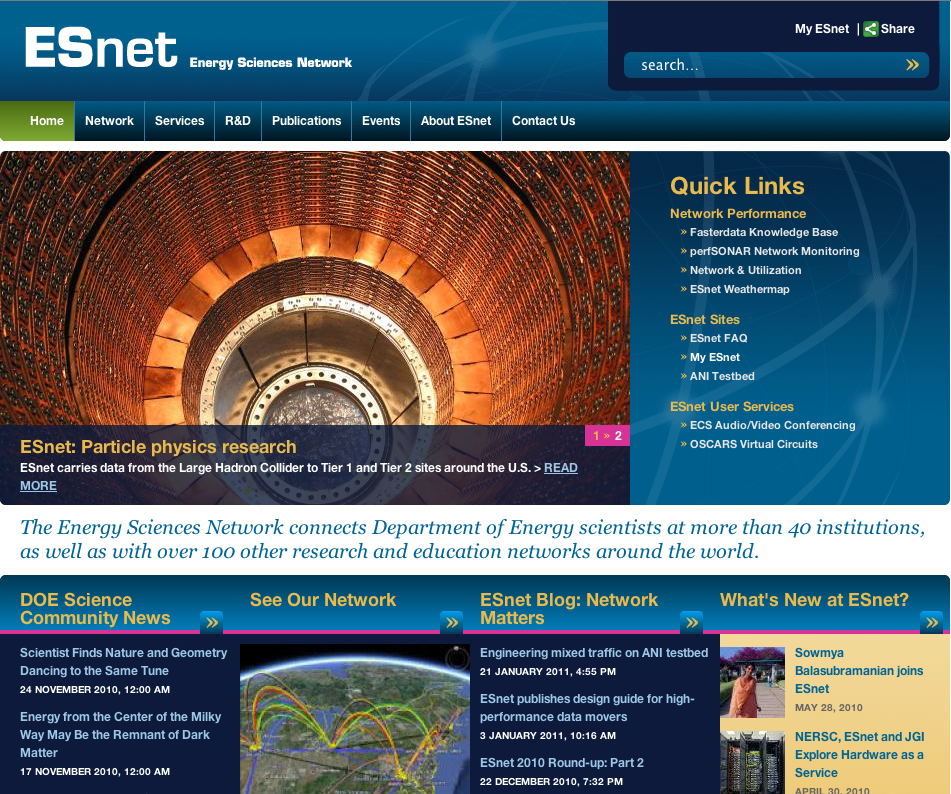 ESnet Energy Sciences Network
My ESnet | Share
search...
Home Network Services R&D Publications Events About ESnet Contact Us
ESnet: Particle physics research
1 » 2
ESnet carries data from the Large Hadron Collider to Tier 1 and Tier 2 sites around the U.S. > READ
MORE
Quick Links
Network Performance
» Fasterdata Knowledge Base
» perfSONAR Network Monitoring
» Network & Utilization
» ESnet Weathermap
ESnet Sites
» ESnet FAQ
» My ESnet
» ANI Testbed
ESnet User Services
» ECS Audio/Video Conferencing
» OSCARS Virtual Circuits
The Energy Sciences Network connects Department of Energy scientists at more than 40 institutions,
as well as with over 100 other research and education networks around the world.
DOE Science
Community News
»
Scientist Finds Nature and Geometry
Dancing to the Same Tune
24 NOVEMBER 2010, 12:00 AM
Energy from the Center of the Milky
Way May Be the Remnant of Dark
Matter
17 NOVEMBER 2010, 12:00 AM
See Our Network
»
ESnet Blog: Network
Matters
»
Engineering mixed traffic on ANI testbed
21 JANUARY 2011, 4:55 PM
ESnet publishes design guide for high-
performance data movers
3 JANUARY 2011, 10:16 AM
ESnet 2010 Round-up: Part 2
22 DECEMBER 2010, 7:32 PM
What's New at ESnet?
»
Sowmya
Balasubramanian joins
ESnet
MAY 28, 2010
NERSC, ESnet and JGI
Explore Hardware as a
Service
APRIL 30, 2010